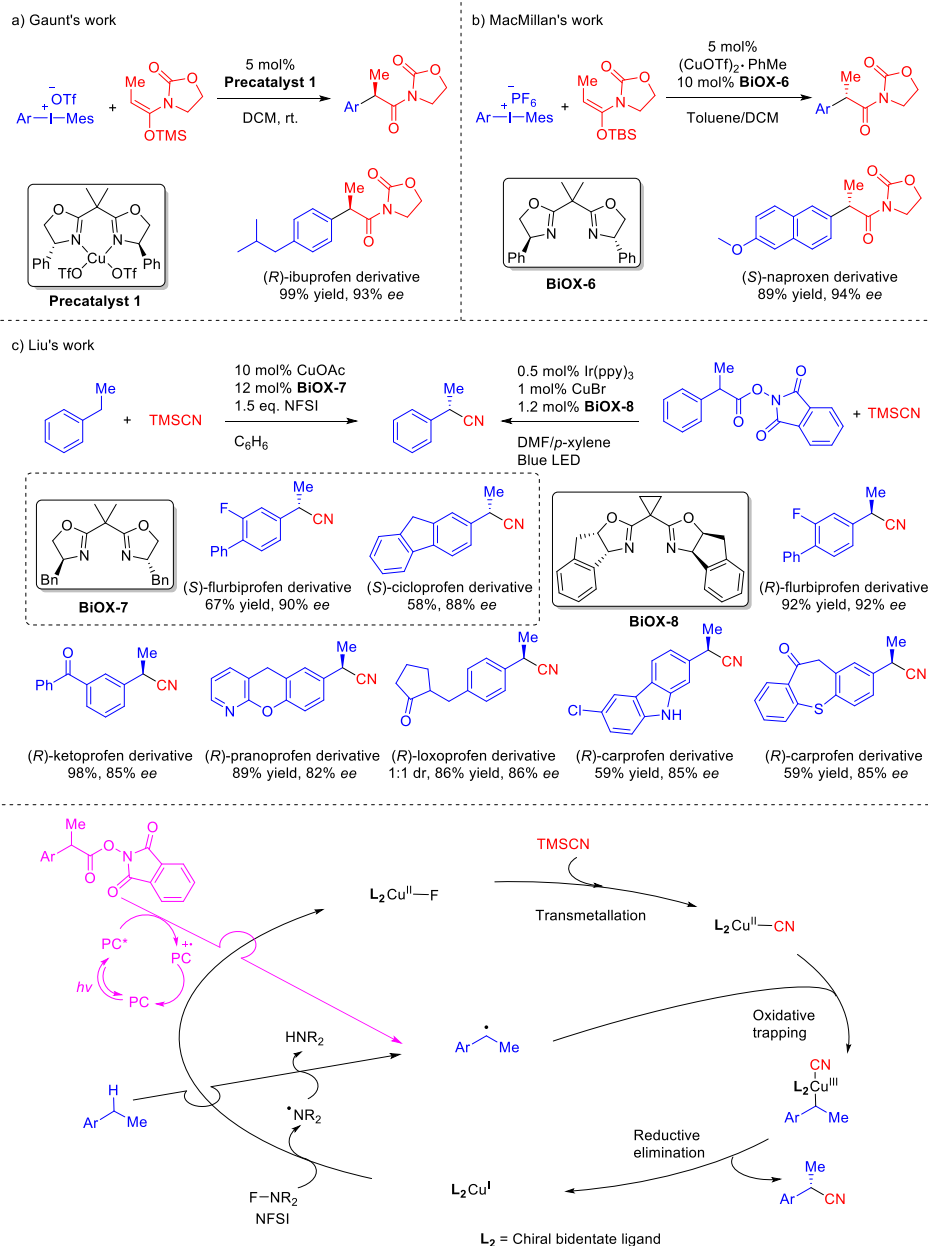 a) Gaunt's work
Ar I Mes
+
−
OTf
+
Me
N
O
O
OTMS
5 mol%
Precatalyst 1
DCM, rt.
Ar
Me
O
N
O
O
O
N
N
O
Cu
Ph
Ph
TfO
OTf
Precatalyst 1
Me
O
N
O
O
(R)-ibuprofen derivative
99% yield, 93% ee
b) MacMillan's work
Ar I Mes
+
−
PF6
+
Me
N
O
O
OTBS
5 mol%
(CuOTf)2· PhMe
10 mol% BiOX-6
Toluene/DCM
Ar
Me
O
N
O
O
O
N
N
O
Ph
Ph
BiOX-6
O
Me
O
N
O
O
(S)-naproxen derivative
89% yield, 94% ee
c) Liu's work
Me
+
TMSCN
10 mol% CuOAc
12 mol% BiOX-7
1.5 eq. NFSI
C6H6
Me
CN
0.5 mol% Ir(ppy)3
1 mol% CuBr
1.2 mol% BiOX-8
DMF/p-xylene
Blue LED
Me
O
O
N
O
O
+ TMSCN
O
N
N
O
Bn
Bn
BiOX-7
F
Ph
Me
CN
(S)-flurbiprofen derivative
67% yield, 90% ee
Me
CN
(S)-cicloprofen derivative
58%, 88% ee
O
N
N
O
BiOX-8
F
Ph
Me
CN
(R)-flurbiprofen derivative
92% yield, 92% ee
O
Ph
Me
CN
(R)-ketoprofen derivative
98%, 85% ee
N
O
Me
CN
(R)-pranoprofen derivative
89% yield, 82% ee
O
Me
CN
(R)-loxoprofen derivative
1:1 dr, 86% yield, 86% ee
Cl
NH
Me
CN
(R)-carprofen derivative
59% yield, 85% ee
O
S
Me
CN
(R)-carprofen derivative
59% yield, 85% ee
Me
Ar
O
O
N
O
O
PC*
+•
PC
hν
PC
L2CuII F
TMSCN
Transmetallation
L2CuII CN
Oxidative
trapping
HNR2
•
Ar
Me
H
Ar
Me
•NR2
CN
L2CuIII
Ar
Me
Reductive
elimination
F NR2
NFSI
L2CuI
Me
Ar
CN
L2 = Chiral bidentate ligand